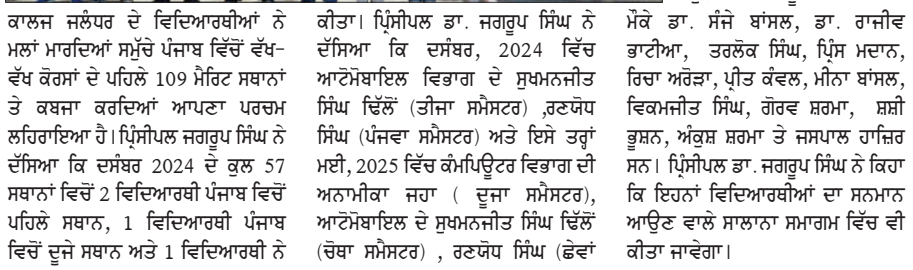 ਕਾਲਜ ਜਲੰਧਰ ਦੇ ਵਿਦਿਆਰਥੀਆਂ ਨੇ
ਮਲਾਂ ਮਾਰਦਿਆਂ ਸਮੁੱਚੇ ਪੰਜਾਬ ਵਿੱਚੋਂ ਵੱਖ-
ਵੱਖ ਕੋਰਸਾਂ ਦੇ ਪਹਿਲੇ 109 ਮੈਰਿਟ ਸਥਾਨਾਂ
ਤੇ ਕਬਜਾ ਕਰਦਿਆਂ ਆਪਣਾ ਪਰਚਮ
ਲਹਿਰਾਇਆ ਹੈ। ਪ੍ਰਿੰਸੀਪਲ ਜਗਰੂਪ ਸਿੰਘ ਨੇ
ਦੱਸਿਆ ਕਿ ਦਸੰਬਰ 2024 ਦੇ ਕੁਲ 57
ਸਥਾਨਾਂ ਵਿਚੋਂ 2 ਵਿਦਿਆਰਥੀ ਪੰਜਾਬ ਵਿਚੋਂ
ਪਹਿਲੇ ਸਥਾਨ, 1 ਵਿਦਿਆਰਥੀ ਪੰਜਾਬ
ਵਿਚੋਂ ਦੂਜੇ ਸਥਾਨ ਅਤੇ 1 ਵਿਦਿਆਰਥੀ ਨੇ
ਕੀਤਾ। ਪ੍ਰਿੰਸੀਪਲ ਡਾ. ਜਗਰੂਪ ਸਿੰਘ ਨੇ
ਦੱਸਿਆ ਕਿ ਦਸੰਬਰ, 2024 ਵਿੱਚ
ਆਟੋਮੋਬਾਇਲ ਵਿਭਾਗ ਦੇ ਸੁਖਮਨਜੀਤ
ਸਿੰਘ ਢਿੱਲੋਂ (ਤੀਜਾ ਸਮੈਸਟਰ) ,ਰਣਯੋਧ
ਸਿੰਘ (ਪੰਜਵਾ ਸਮੈਸਟਰ) ਅਤੇ ਇਸੇ ਤਰ੍ਹਾਂ
ਮਈ, 2025 ਵਿੱਚ ਕੰਮਪਿਊਟਰ ਵਿਭਾਗ ਦੀ
ਅਨਾਮੀਕਾ ਜਹਾ ( ਦੂਜਾ ਸਮੈਸਟਰ),
ਆਟੋਮੋਬਾਇਲ ਦੇ ਸੁਖਮਨਜੀਤ ਸਿੰਘ ਢਿੱਲੋਂ
(ਚੋਥਾ ਸਮੈਸਟਰ) , ਰਣਯੋਧ ਸਿੰਘ (ਛੇਵਾਂ
ਮੌਕੇ ਡਾ. ਸੰਜੇ ਬਾਂਸਲ, ਡਾ. ਰਾਜੀਵ
ਭਾਟੀਆ, ਤਰਲੋਕ ਸਿੰਘ, ਪ੍ਰਿੰਸ ਮਦਾਨ,
ਰਿਚਾ ਅਰੋੜਾ, ਪ੍ਰੀਤ ਕੰਵਲ, ਮੀਨਾ ਬਾਂਸਲ,
ਵਿਕਮਜੀਤ ਸਿੰਘ, ਗੋਰਵ ਸ਼ਰਮਾ, ਸ਼ਸ਼ੀ
ਭੂਸ਼ਨ, ਅੰਕੁਸ਼ ਸ਼ਰਮਾ ਤੇ ਜਸਪਾਲ ਹਾਜ਼ਿਰ
ਸਨ। ਪ੍ਰਿੰਸੀਪਲ ਡਾ. ਜਗਰੂਪ ਸਿੰਘ ਨੇ ਕਿਹਾ
ਕਿ ਇਹਨਾਂ ਵਿਦਿਆਰਥੀਆਂ ਦਾ ਸਨਮਾਨ
ਆਉਣ ਵਾਲੇ ਸਾਲਾਨਾ ਸਮਾਗਮ ਵਿੱਚ ਵੀ
ਕੀਤਾ ਜਾਵੇਗਾ।